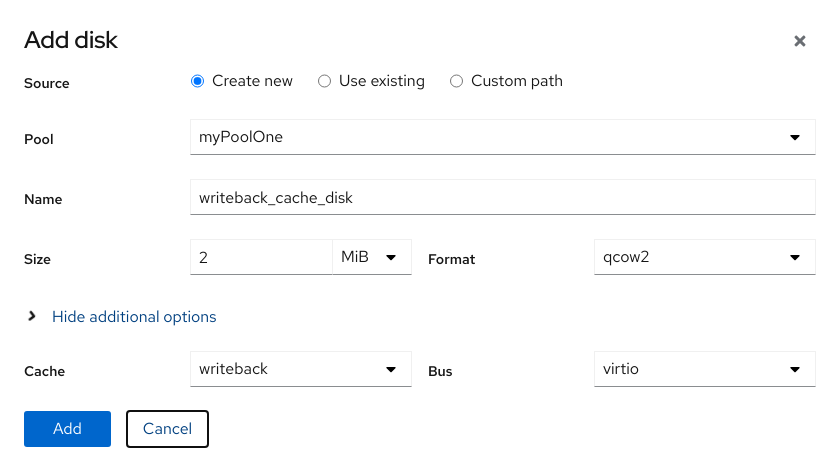 Add disk
Source Create new Use existing Custom path
Pool myPoolOne
Name writeback_cache_disk
Size 2 MiB Format qcow2
Hide additional options
Cache writeback Bus virtio
Add Cancel